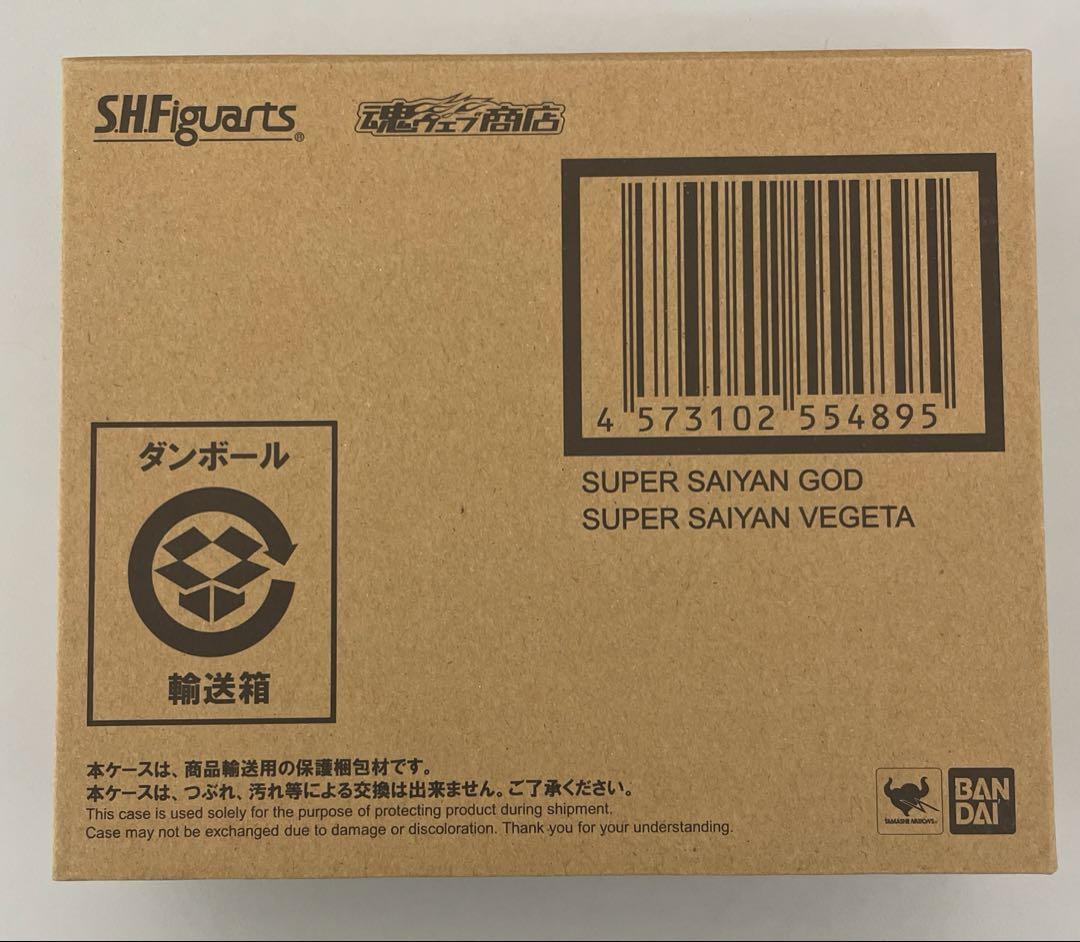 S.H.Figuarts®
魂ウェブ商店
4 573102 554895
SUPER SAIYAN GOD
SUPER SAIYAN VEGETA
ダンボール
輸送箱
本ケースは、商品輸送用の保護梱包材です。
本ケースは、つぶれ、汚れ等による交換は出来ません。ご了承ください。
This case is used solely for the purpose of protecting product during shipment.
Case may not be exchanged due to damage or discoloration. Thank you for your understanding.
TAMASHII NATIONS
BAN
DAI